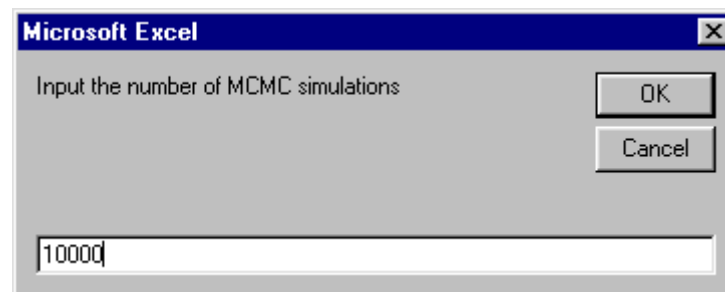 Microsoft Excel
Input the number of MCMC simulations
OK
Cancel
10000